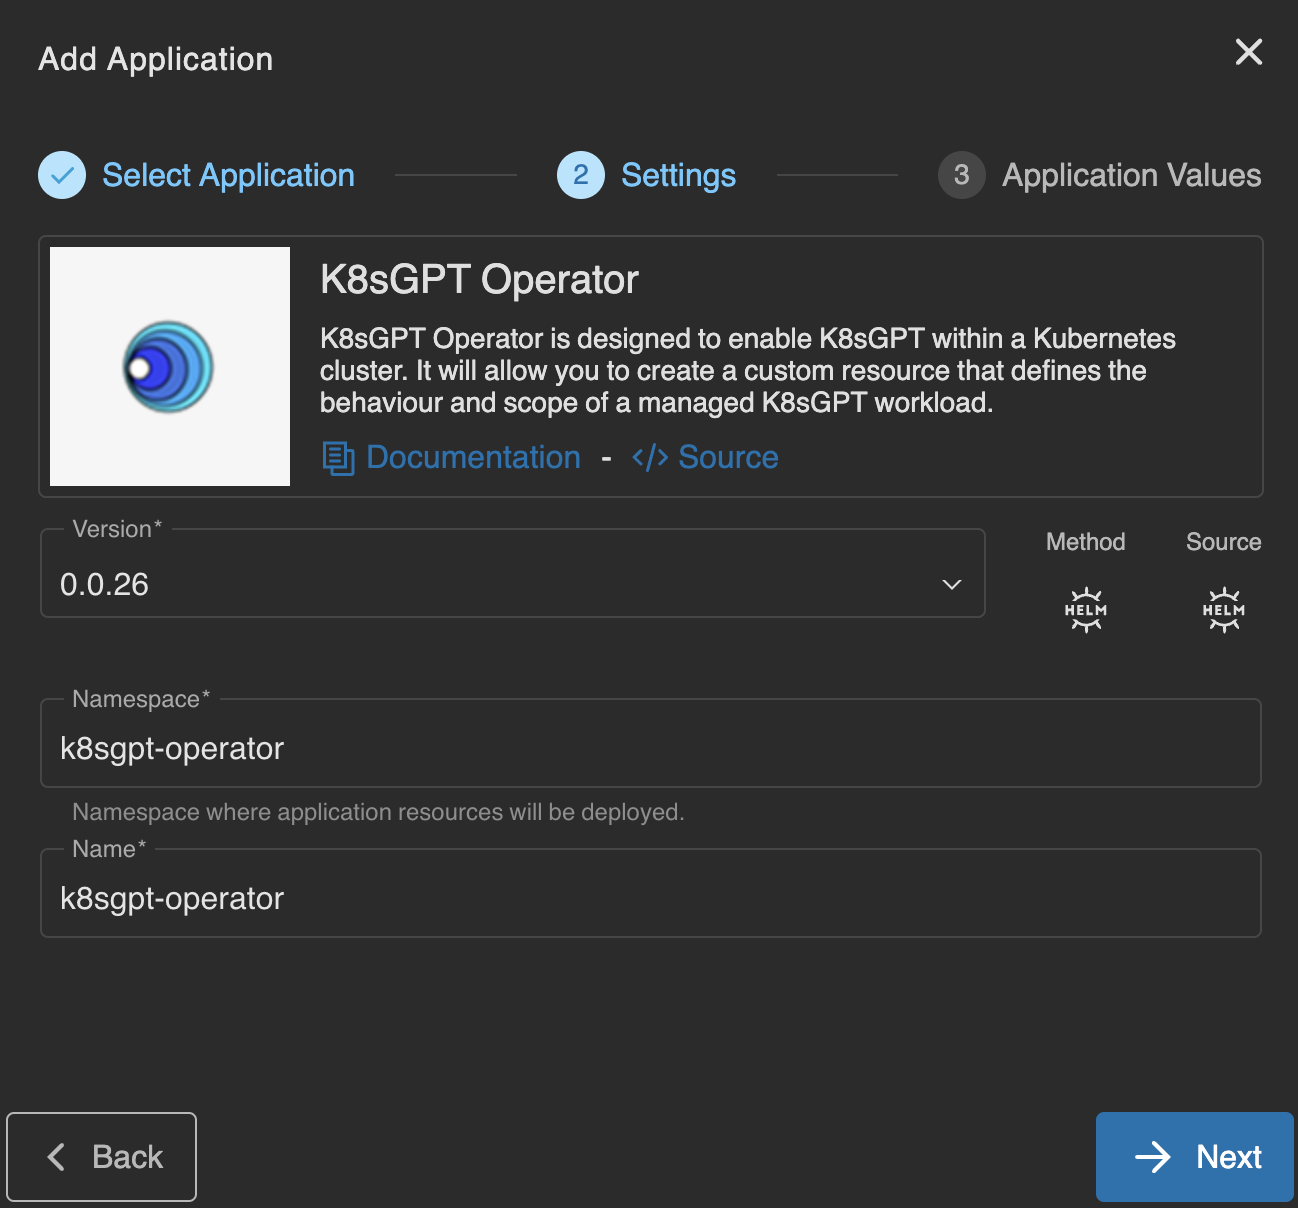 Add Application
Select Application
2 Settings
3 Application Values
K8sGPT Operator
K8sGPT Operator is designed to enable K8sGPT within a Kubernetes
cluster. It will allow you to create a custom resource that defines the
behaviour and scope of a managed K8sGPT workload.
Documentation - </> Source
Version*
0.0.26
Method
Source
HELM
HELM
Namespace*
k8sgpt-operator
Namespace where application resources will be deployed.
Name*
k8sgpt-operator
Back
Next